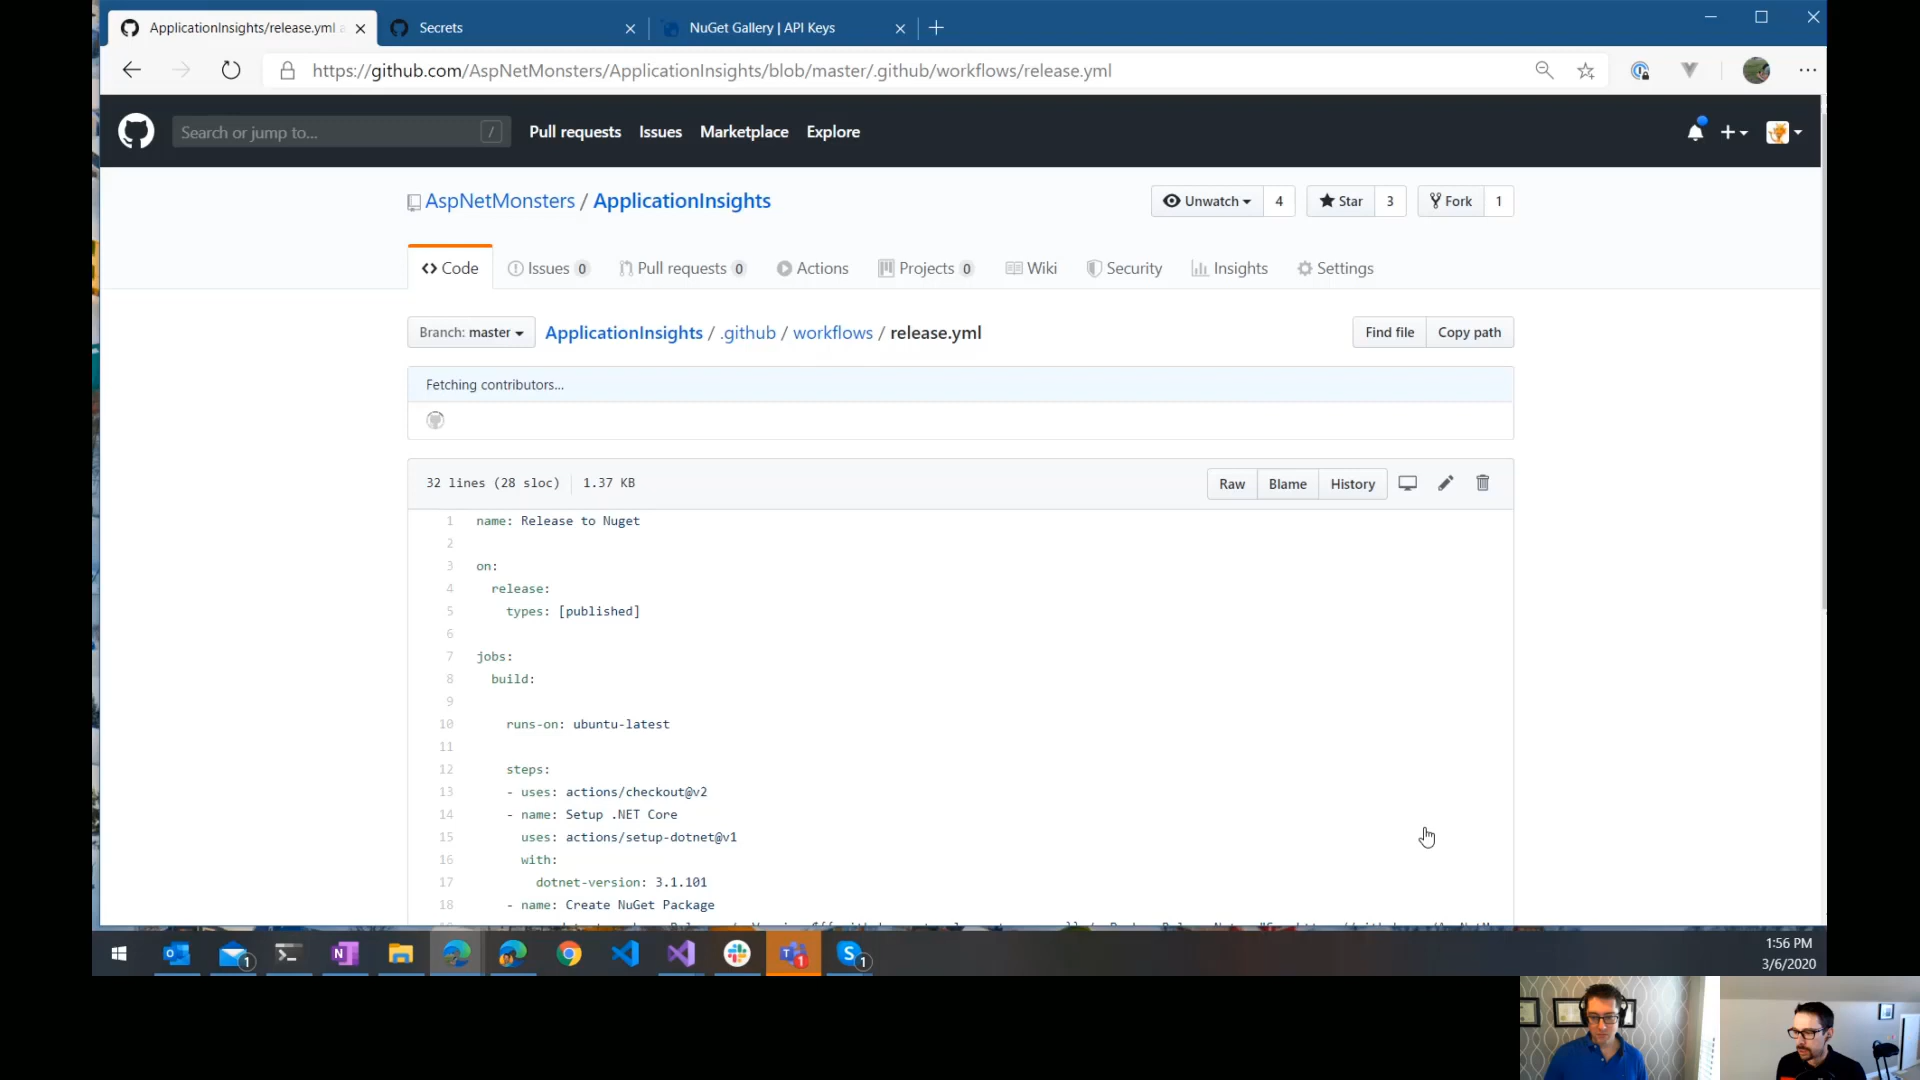 ApplicationInsights/release.yml a
Secrets
NuGet Gallery | API Keys
https://github.com/AspNetMonsters/ApplicationInsights/blob/master/.github/workflows/release.yml
Search or jump to... /
Pull requests Issues Marketplace Explore
AspNetMonsters / ApplicationInsights
Unwatch 4 Star 3 Fork 1
Code Issues 0 Pull requests 0 Actions Projects 0 Wiki Security Insights Settings
Branch: master ApplicationInsights / .github / workflows / release.yml
Find file Copy path
Fetching contributors...
32 lines (28 sloc) 1.37 KB
Raw Blame History
1 name: Release to Nuget
2
3 on:
4 release:
5 types: [published]
6
7 jobs:
8 build:
9
10 runs-on: ubuntu-latest
11
12 steps:
13 - uses: actions/checkout@v2
14 - name: Setup .NET Core
15 uses: actions/setup-dotnet@v1
16 with:
17 dotnet-version: 3.1.101
18 - name: Create NuGet Package
1:56 PM
3/6/2020